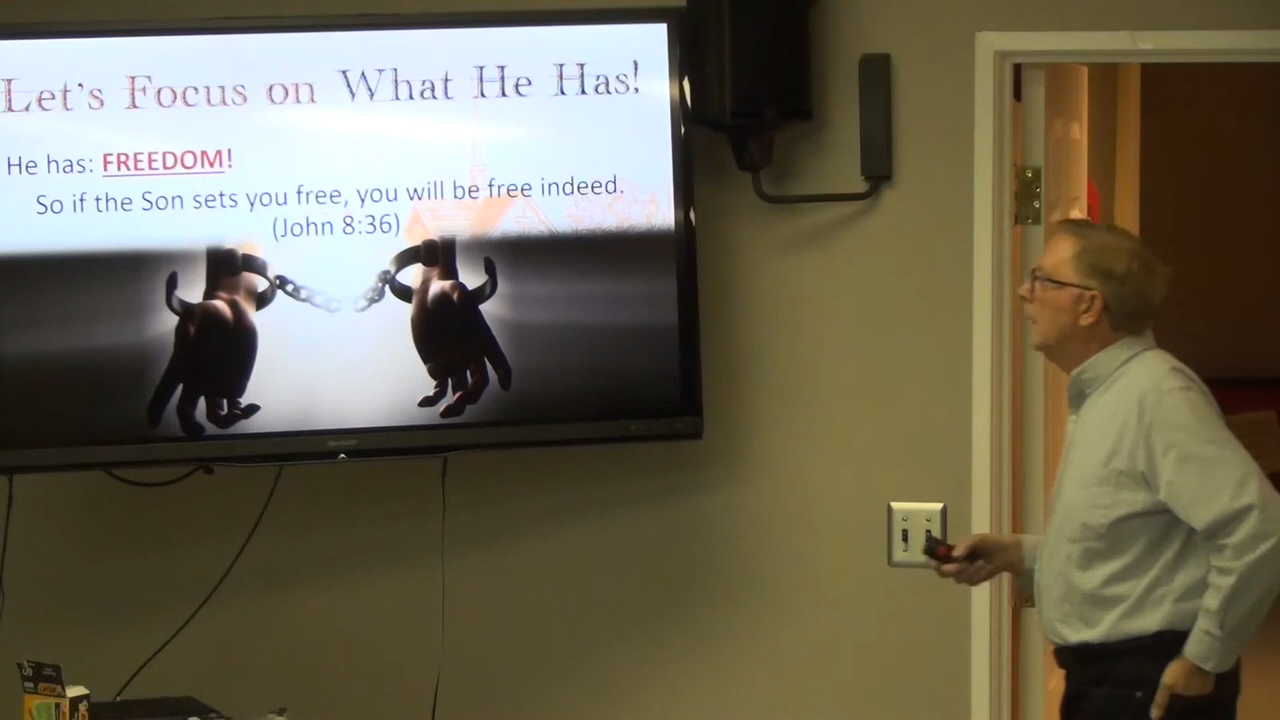 Let's Focus on What He Has!
He has: FREEDOM!
So if the Son sets you free, you will be free indeed.
(John 8:36)
SHARP